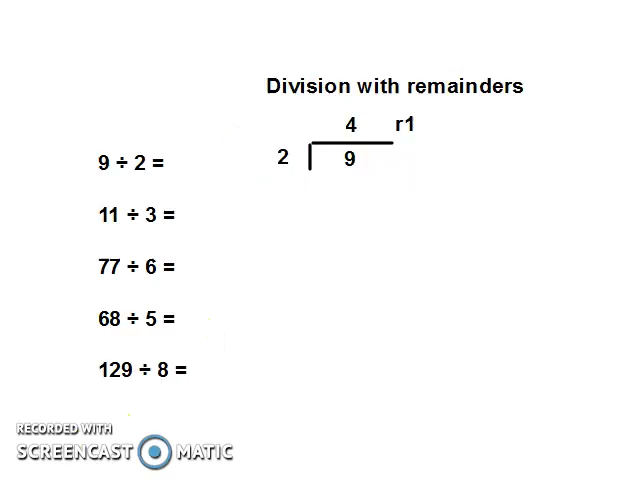 Division with remainders
4 r1
2 9
9 ÷ 2 =
11 ÷ 3 =
77 ÷ 6 =
68 ÷ 5 =
129 ÷ 8 =
RECORDED WITH
SCREENCAST MATIC